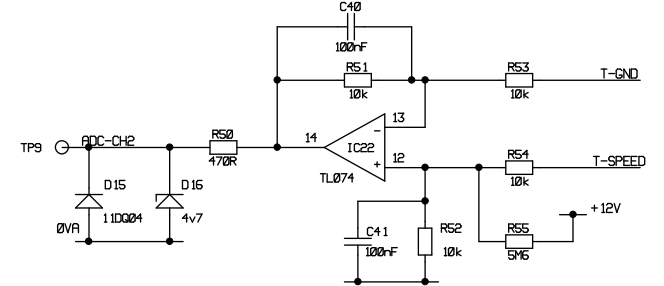 C40
100nF
R51
10k
R53
10k
T-GND
13
R50
470R
14
IC22
12
TL074
TP9
ADC-CH2
R54
10k
T-SPEED
D15
11DQ04
D16
4v7
0VA
+12V
C41
100nF
R52
10k
R55
5M6